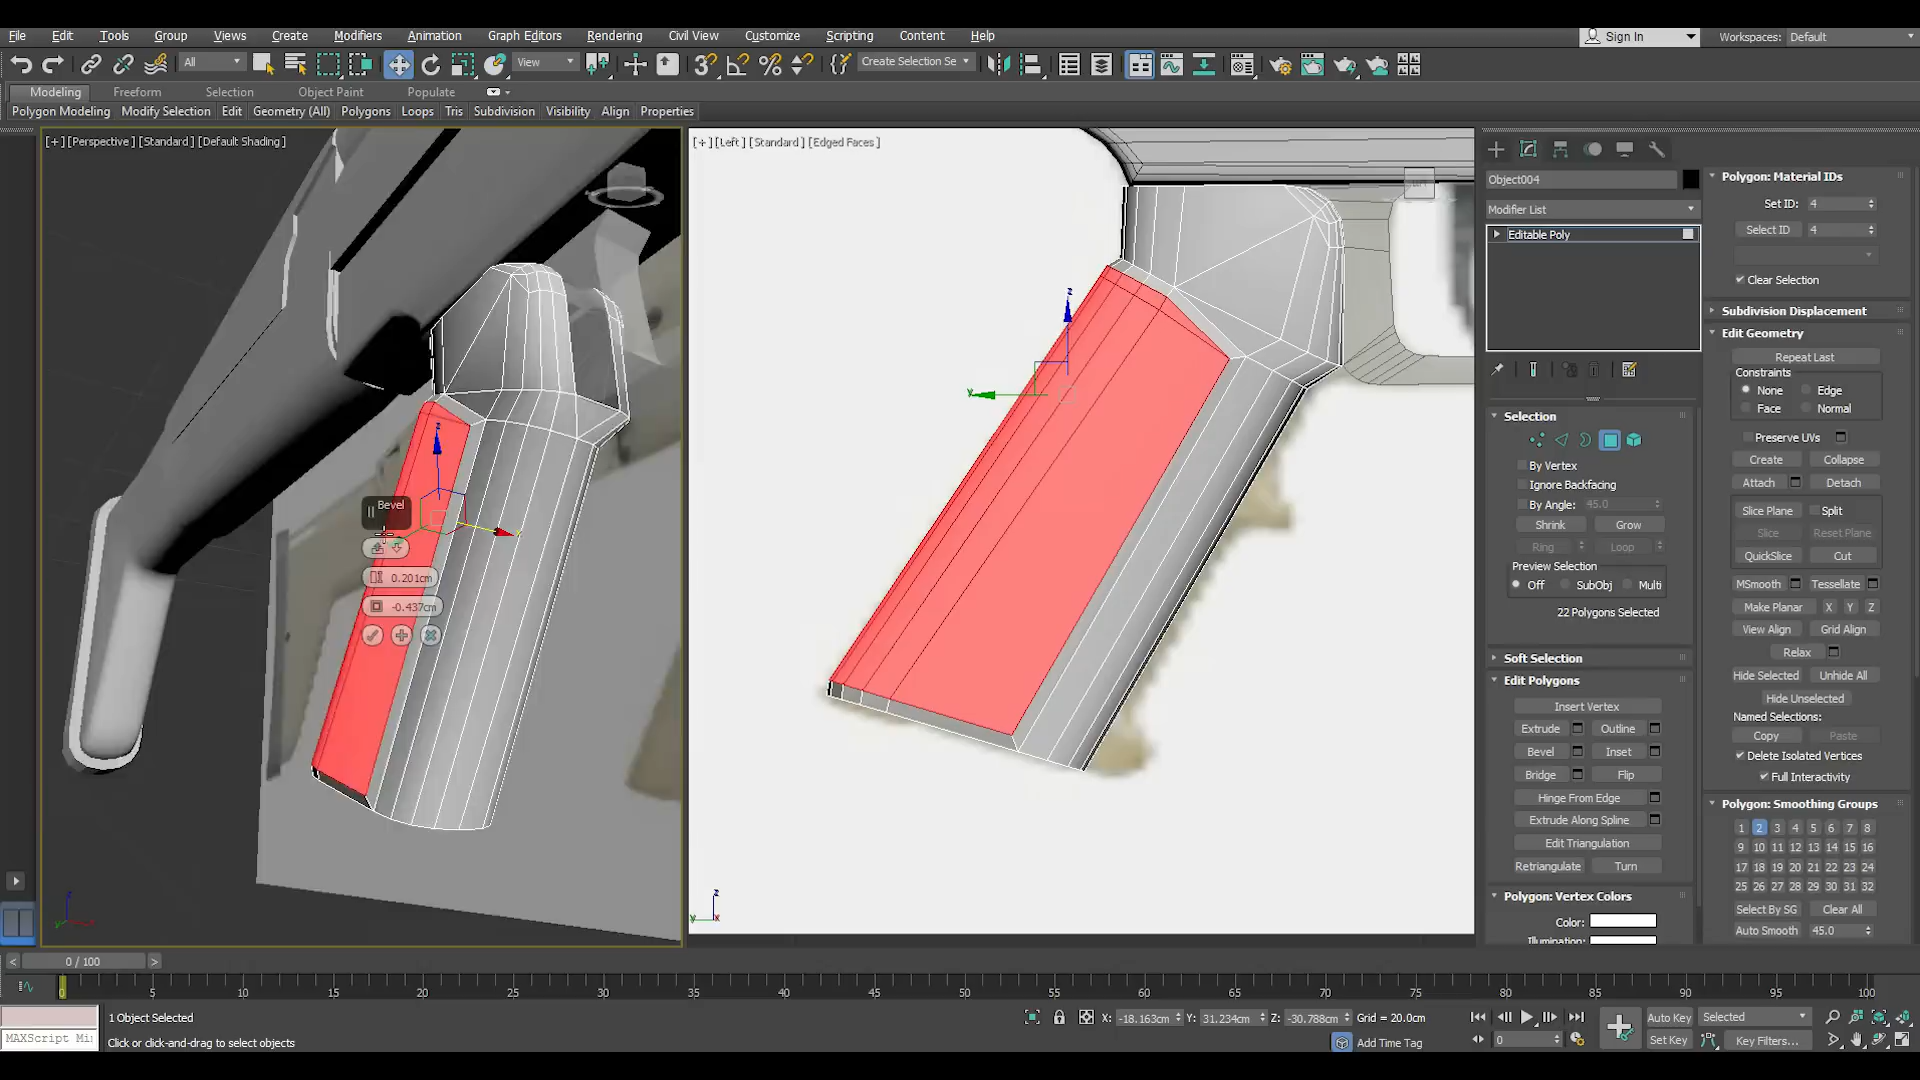 File Edit Tools Group Views Create Modifiers Animation Graph Editors Rendering Civil View Customize Scripting Content Help Sign In Workspaces: Default
All View Create Selection Se
Modeling Freeform Selection Object Paint Populate
Polygon Modeling Modify Selection Edit Geometry (All) Polygons Loops Tris Subdivision Visibility Align Properties
[+] [Perspective] [Standard] [Default Shading]
[+] [Left] [Standard] [Edged Faces]
Bevel
0.201cm
-0.437cm
Object004
Modifier List
Editable Poly
Selection
By Vertex
Ignore Backfacing
By Angle: 45.0
Shrink Grow
Ring Loop
Preview Selection
Off SubObj Multi
22 Polygons Selected
Soft Selection
Edit Polygons
Insert Vertex
Extrude Outline
Bevel Inset
Bridge Flip
Hinge From Edge
Extrude Along Spline
Edit Triangulation
Retriangulate Turn
Polygon: Vertex Colors
Color:
Polygon: Material IDs
Set ID: 4
Select ID 4
Clear Selection
Subdivision Displacement
Edit Geometry
Repeat Last
Constraints
None Edge
Face Normal
Preserve UVs
Create Collapse
Attach Detach
Slice Plane Split
Slice Reset Plane
QuickSlice Cut
MSmooth Tessellate
Make Planar X Y Z
View Align Grid Align
Relax
Hide Selected Unhide All
Hide Unselected
Named Selections:
Copy Paste
Delete Isolated Vertices
Full Interactivity
Polygon: Smoothing Groups
1 2 3 4 5 6 7 8
9 10 11 12 13 14 15 16
17 18 19 20 21 22 23 24
25 26 27 28 29 30 31 32
Select By SG Clear All
Auto Smooth 45.0
< 0 / 100 >
0 5 10 15 20 25 30 35 40 45 50 55 60 65 70 75 80 85 90 95 100
1 Object Selected X: -18.163cm Y: 31.234cm Z: -30.788cm Grid = 20.0cm Auto Key Selected
MAXScript Mi Click or click-and-drag to select objects Add Time Tag 0 Set Key Key Filters...